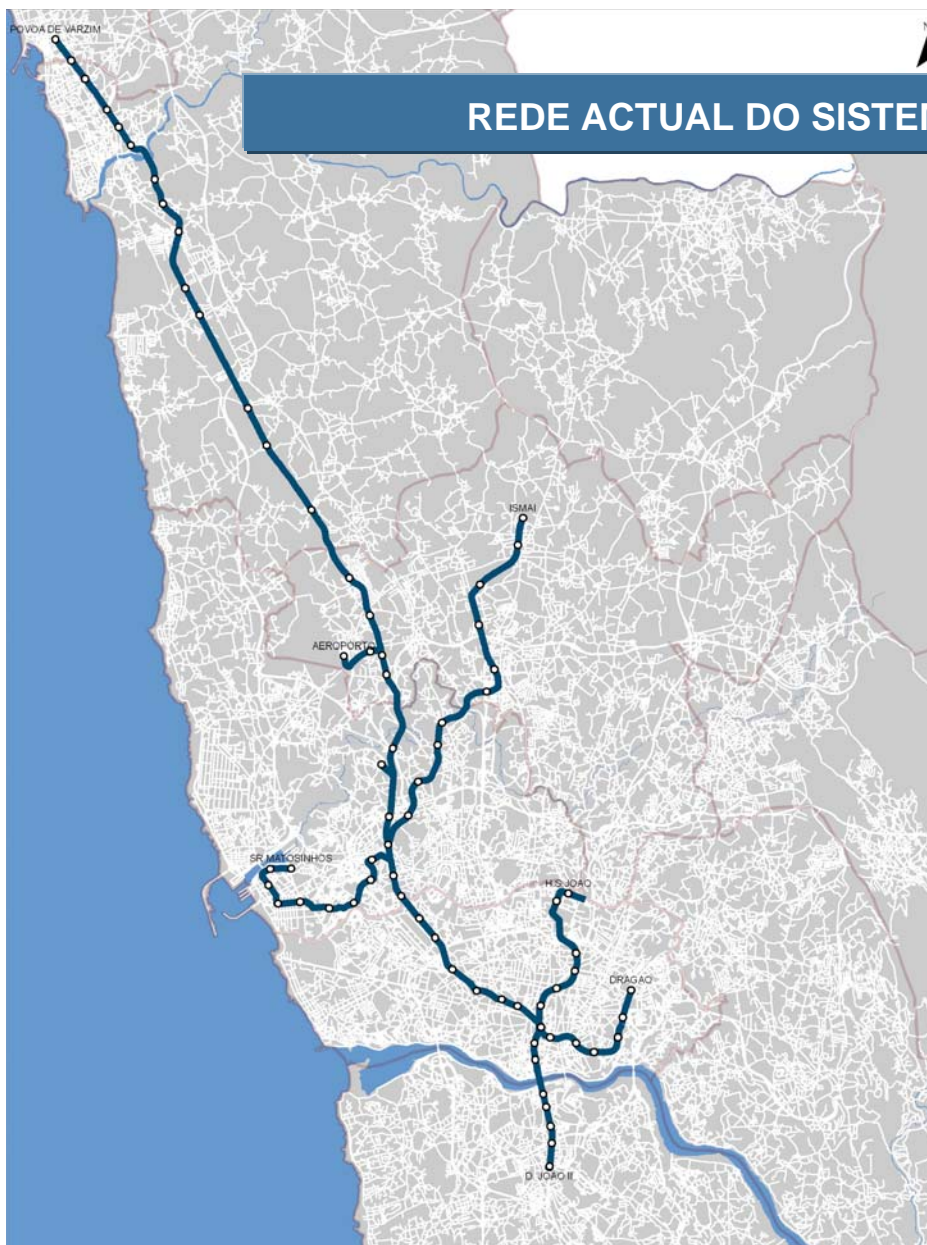 POVOA DE VARZIM
N
REDE ACTUAL DO SISTEM
ISMAI
AEROPORTO
SR MATOSINHOS
H.S.JOAO
DRAGAO
D. JOAO II